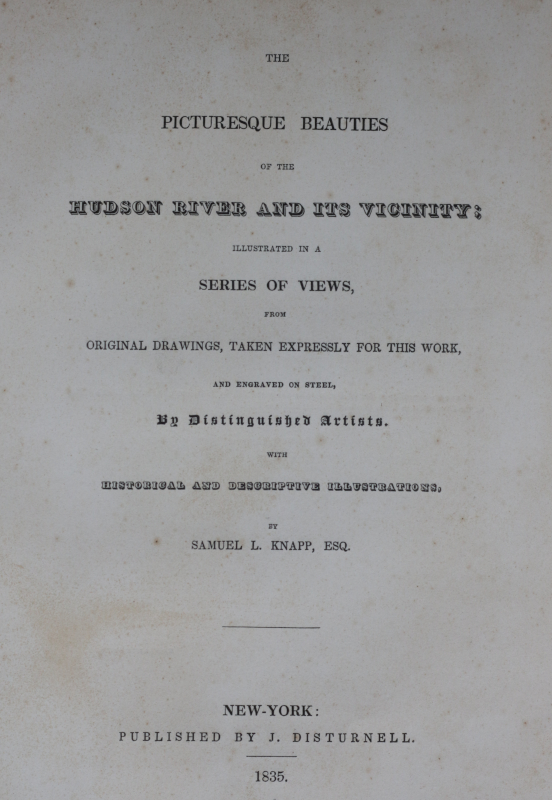 THE
PICTURESQUE BEAUTIES
OF THE
HUDSON RIVER AND ITS VICINITY;
ILLUSTRATED IN A
SERIES OF VIEWS,
FROM
ORIGINAL DRAWINGS, TAKEN EXPRESSLY FOR THIS WORK,
AND ENGRAVED ON STEEL,
By Distinguished Artists.
WITH
HISTORICAL AND DESCRIPTIVE ILLUSTRATIONS,
BY
SAMUEL L. KNAPP, ESQ.
NEW-YORK:
PUBLISHED BY J. DISTURNELL.
1835.